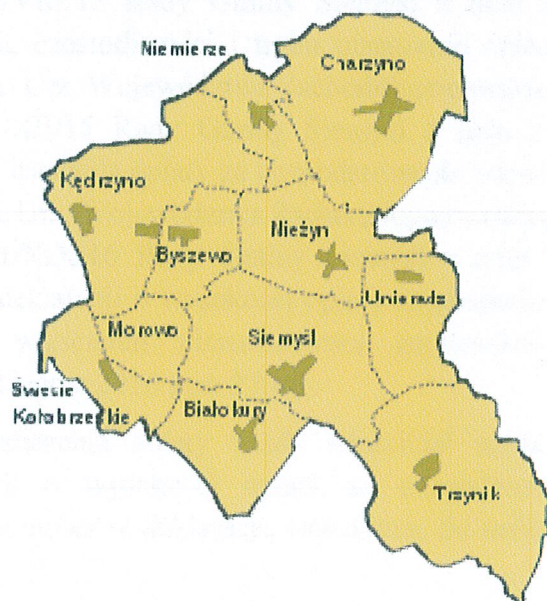 Niemierze
Charzyno
Kędrzyno
Byszewo
Nieżyn
Unieradz
Morowo
Siemyśl
Świecie
Kołobrzeskie
Białokury
Trzynik